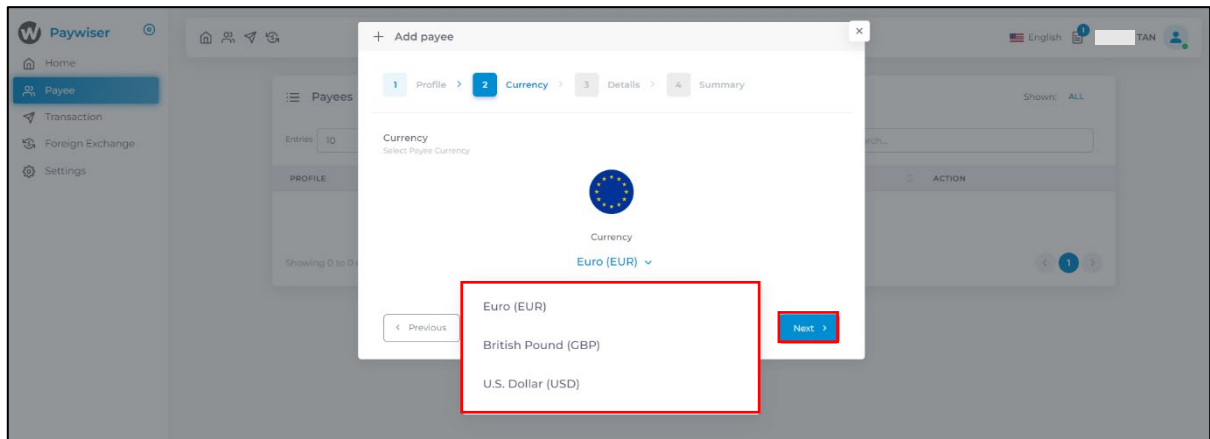 Paywiser
Home
Payee
Transaction
Foreign Exchange
Settings
English
1
TAN
Payees
Shown: ALL
Entries 10
PROFILE
ACTION
Showing 0 to 0
1
+ Add payee
×
1 Profile > 2 Currency > 3 Details > 4 Summary
Currency
Select Payee Currency
Currency
Euro (EUR)
Euro (EUR)
British Pound (GBP)
U.S. Dollar (USD)
< Previous
Next >